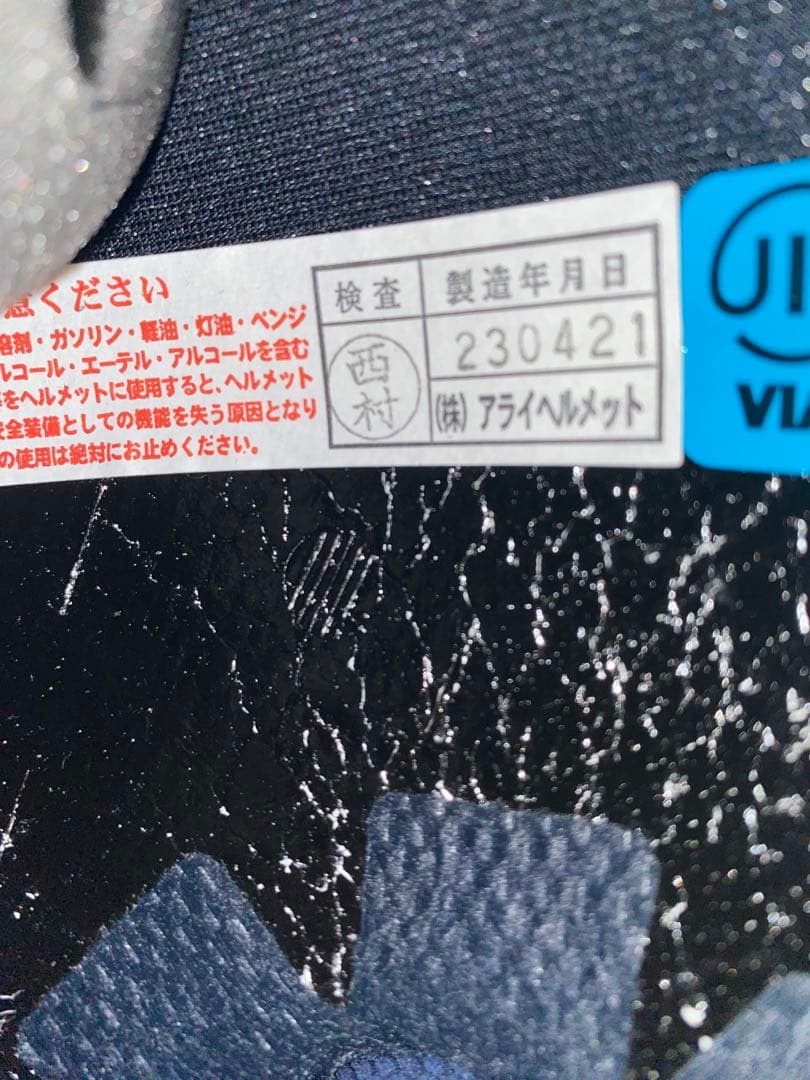 意ください
溶剤・ガソリン・軽油・灯油・ベンジ
ルコール・エーテル・アルコールを含む
をヘルメットに使用すると、ヘルメット
安全装備としての機能を失う原因となり
の使用は絶対にお止めください。
検査
製造年月日
西村
230421
(株) アライヘルメット
JI
VIA